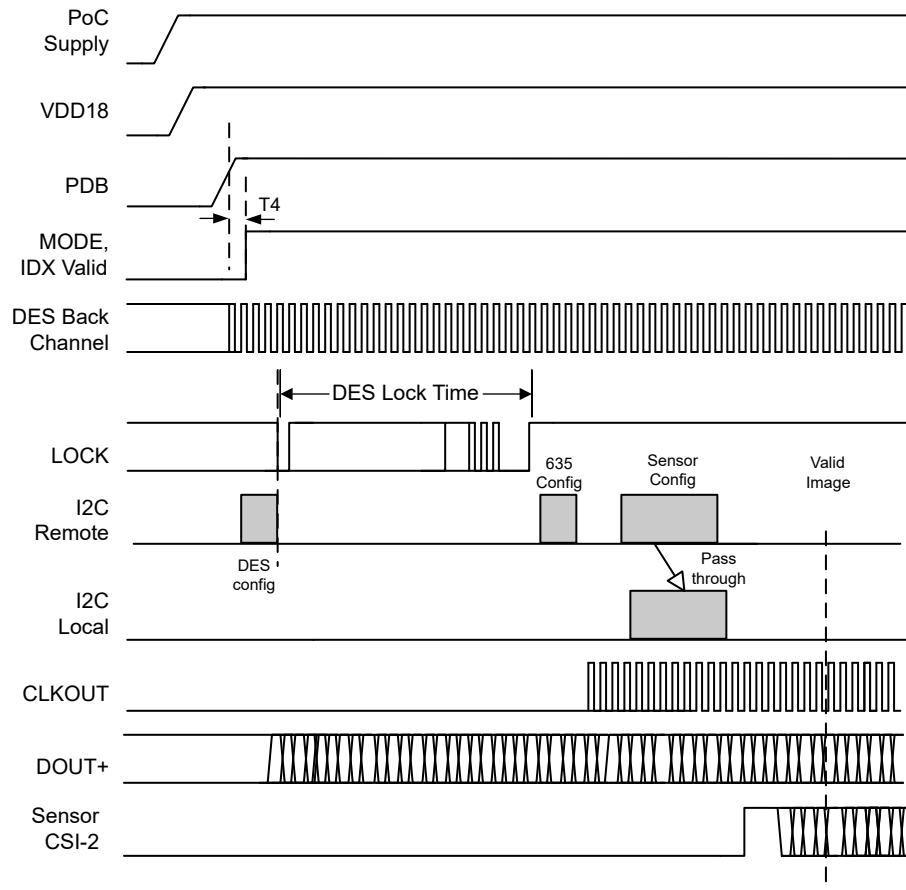 PoC
Supply
VDD18
PDB
T4
MODE,
IDX Valid
DES Back
Channel
DES Lock Time
LOCK
635
Config
Sensor
Config
Valid
Image
I2C
Remote
DES
config
Pass
through
I2C
Local
CLKOUT
DOUT+
Sensor
CSI-2